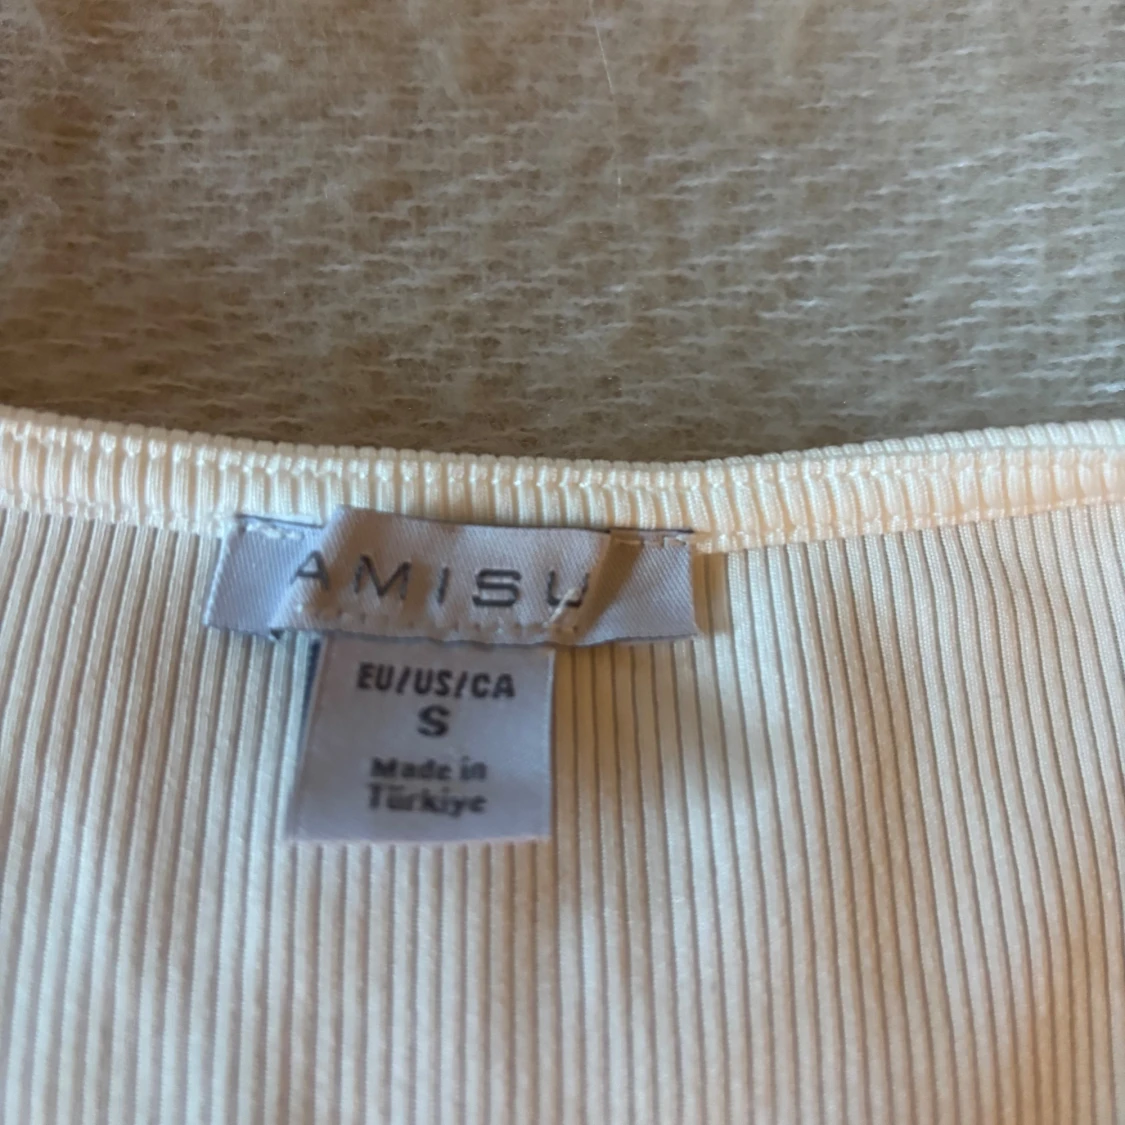 AMISU
EU/US/CA
S
Made in
Türkiye